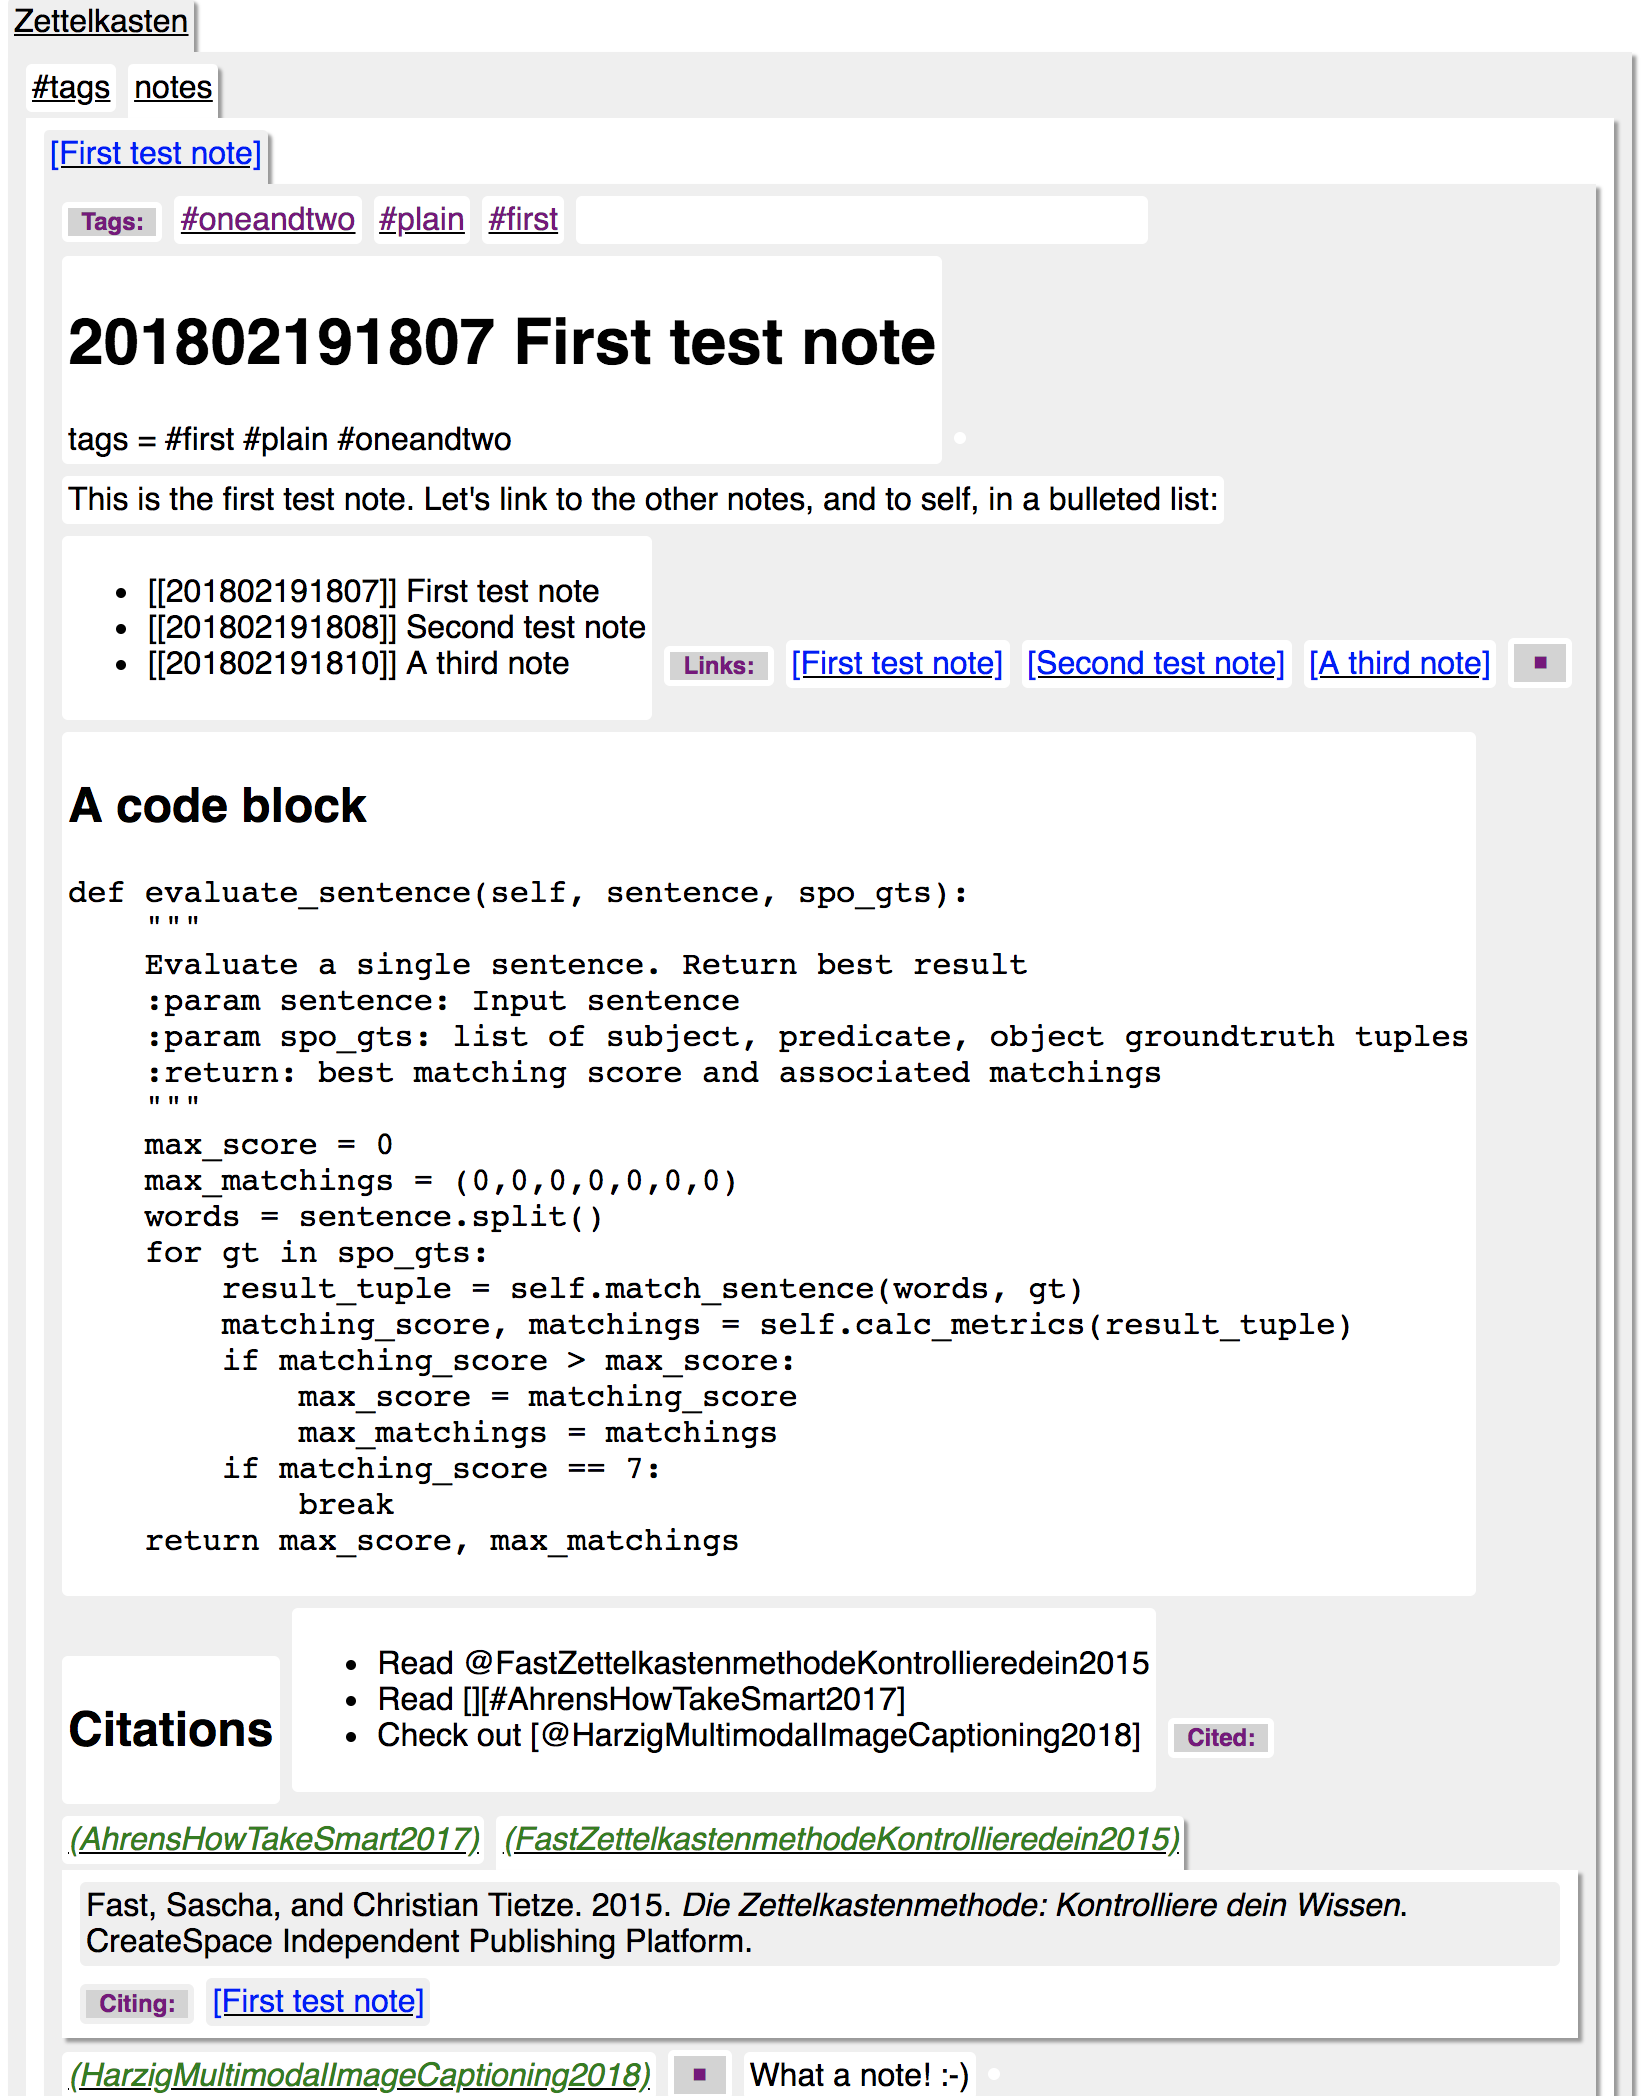 Zettelkasten
#tags notes
[First test note]
Tags: #oneandtwo #plain #first
201802191807 First test note
tags = #first #plain #oneandtwo
This is the first test note. Let's link to the other notes, and to self, in a bulleted list:
• [[201802191807]] First test note
• [[201802191808]] Second test note
• [[201802191810]] A third note
Links: [First test note] [Second test note] [A third note] ■
A code block
def evaluate_sentence(self, sentence, spo_gts):
    """
    Evaluate a single sentence. Return best result
    :param sentence: Input sentence
    :param spo_gts: list of subject, predicate, object groundtruth tuples
    :return: best matching score and associated matchings
    """
    max_score = 0
    max_matchings = (0,0,0,0,0,0,0)
    words = sentence.split()
    for gt in spo_gts:
        result_tuple = self.match_sentence(words, gt)
        matching_score, matchings = self.calc_metrics(result_tuple)
        if matching_score > max_score:
            max_score = matching_score
            max_matchings = matchings
        if matching_score == 7:
            break
    return max_score, max_matchings
Citations
• Read @FastZettelkastenmethodeKontrollieredein2015
• Read [][#AhrensHowTakeSmart2017]
• Check out [@HarzigMultimodalImageCaptioning2018]
Cited:
(AhrensHowTakeSmart2017) (FastZettelkastenmethodeKontrollieredein2015)
Fast, Sascha, and Christian Tietze. 2015. Die Zettelkastenmethode: Kontrolliere dein Wissen.
CreateSpace Independent Publishing Platform.
Citing: [First test note]
(HarzigMultimodalImageCaptioning2018) ■ What a note! :-)